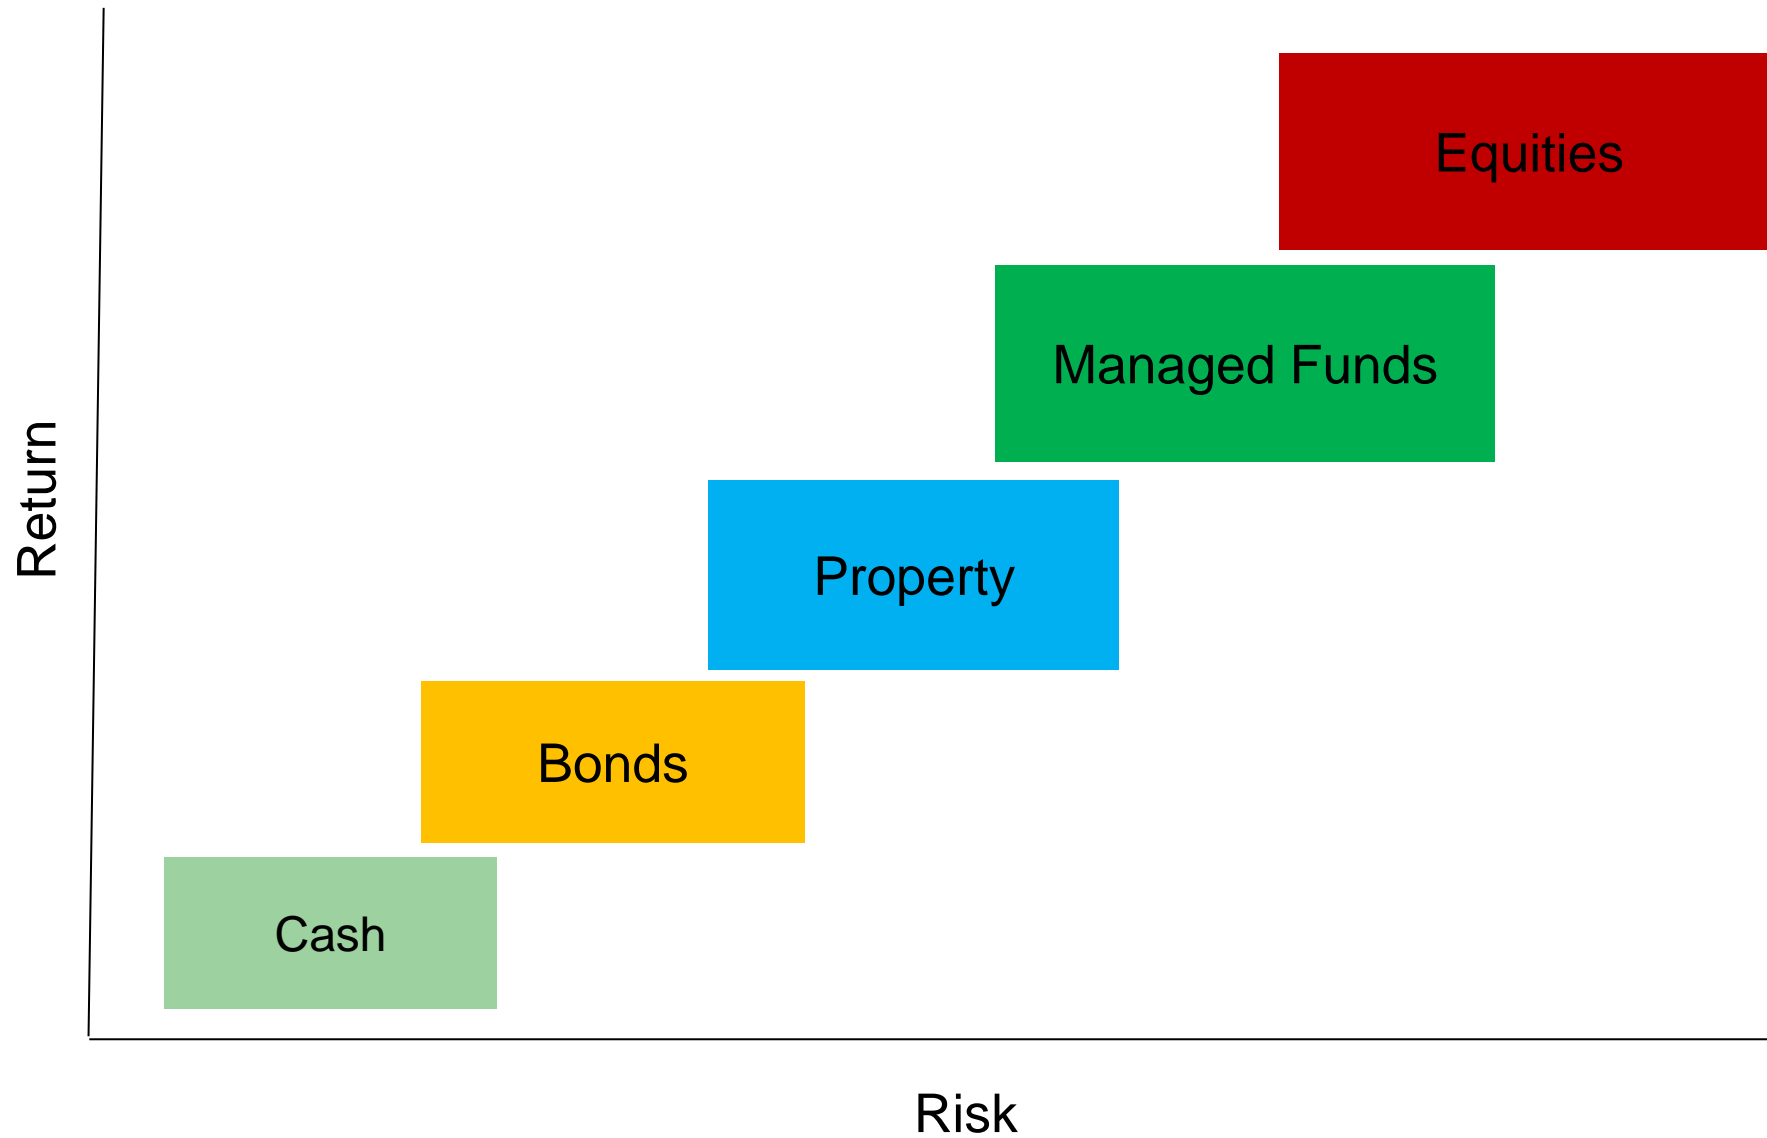 Equities
Managed Funds
Return
Property
Bonds
Cash
Risk